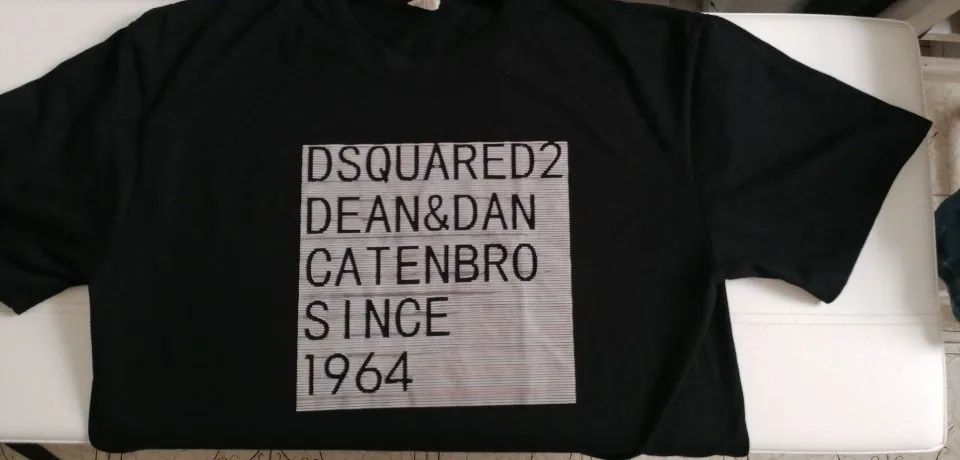 DSQUARED2
DEAN&DAN
CATENBRO
SINCE
1964